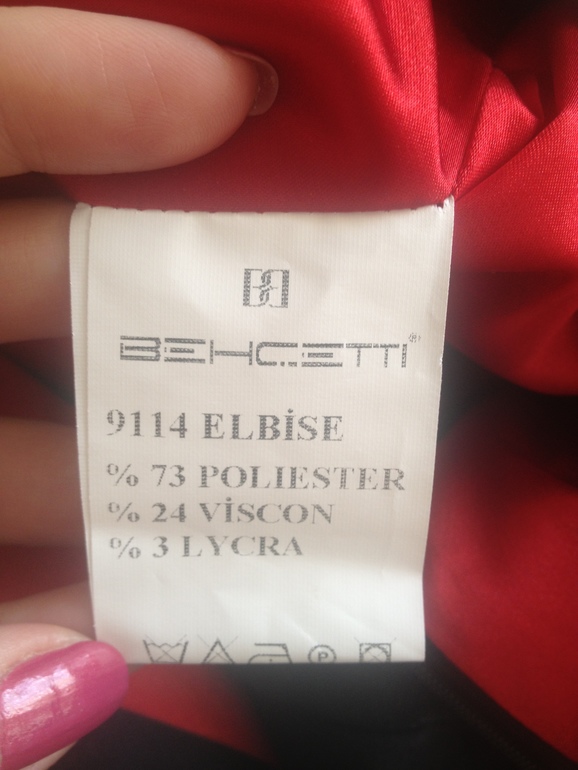 BEHCETTI®
9114 ELBİSE
% 73 POLIESTER
% 24 VİSCON
% 3 LYCRA
P